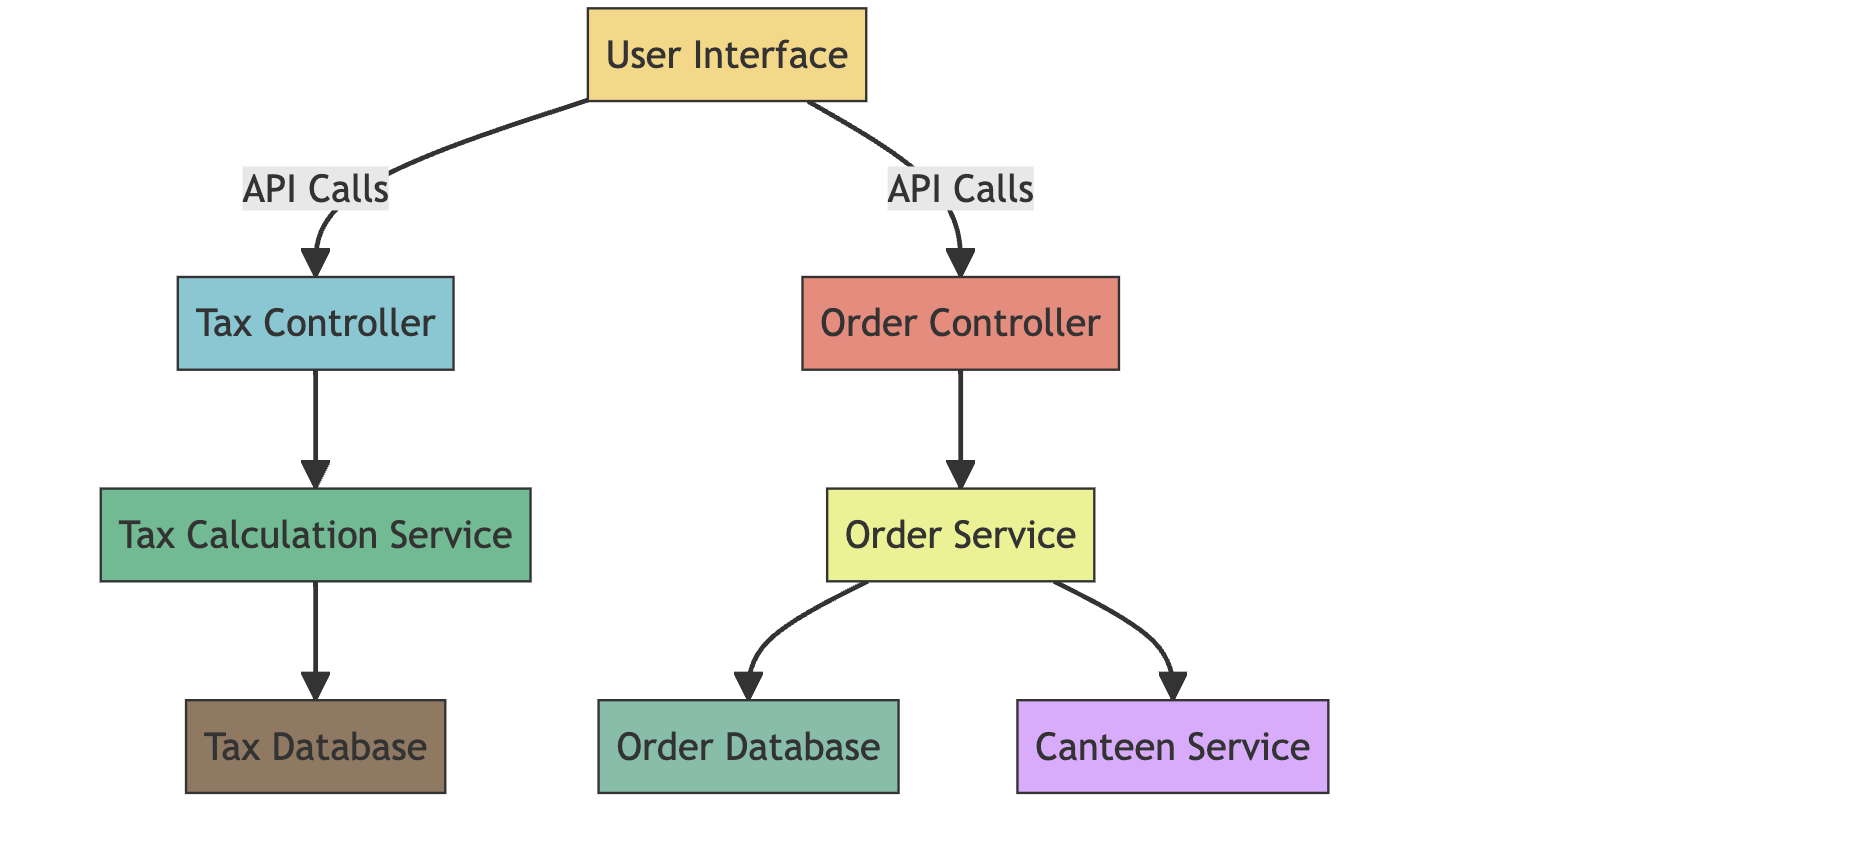 User Interface
API Calls
API Calls
Tax Controller
Order Controller
Tax Calculation Service
Order Service
Tax Database
Order Database
Canteen Service